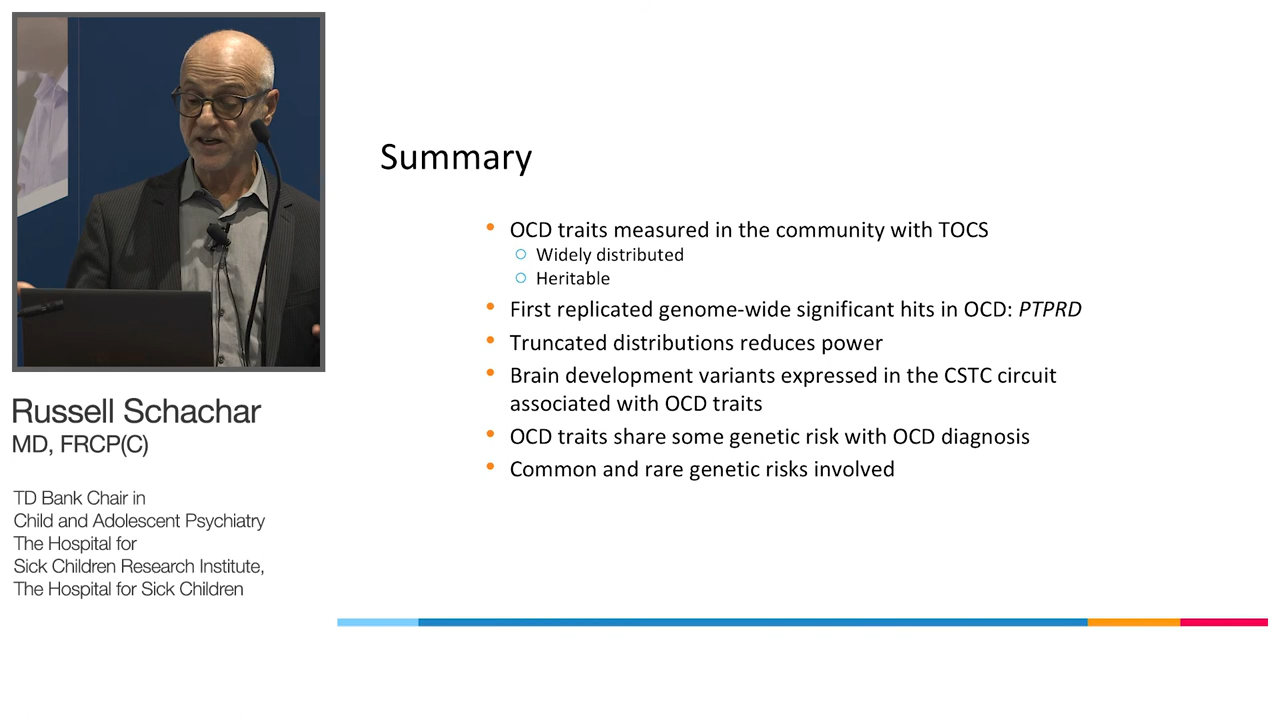 Summary
• OCD traits measured in the community with TOCS
○ Widely distributed
○ Heritable
• First replicated genome-wide significant hits in OCD: PTPRD
• Truncated distributions reduces power
• Brain development variants expressed in the CSTC circuit
associated with OCD traits
• OCD traits share some genetic risk with OCD diagnosis
• Common and rare genetic risks involved
Russell Schachar
MD, FRCP(C)
TD Bank Chair in
Child and Adolescent Psychiatry
The Hospital for
Sick Children Research Institute,
The Hospital for Sick Children